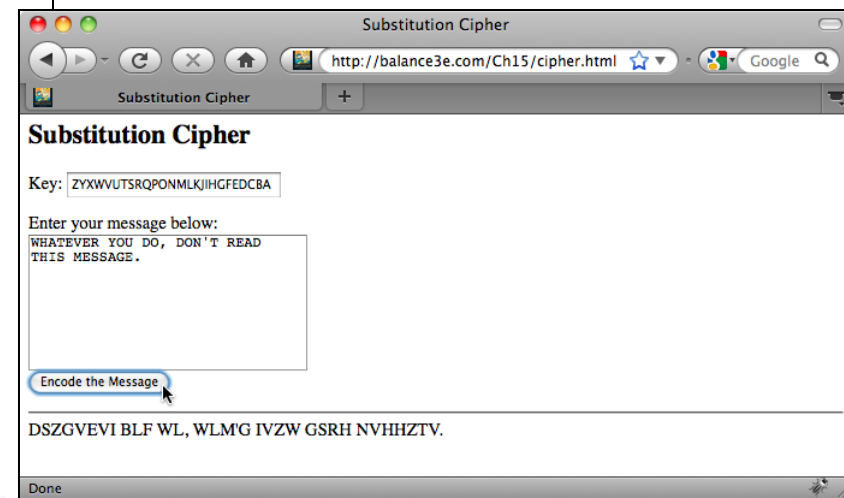 Substitution Cipher
http://balance3e.com/Ch15/cipher.html
Google
Substitution Cipher
+
Substitution Cipher
Key: ZYXWVUTSRQPONMLKJIHGFEDCBA
Enter your message below:
WHATEVER YOU DO, DON'T READ
THIS MESSAGE.
Encode the Message
DSZGVEVI BLF WL, WLM'G IVZW GSRH NVHHZTV.
Done